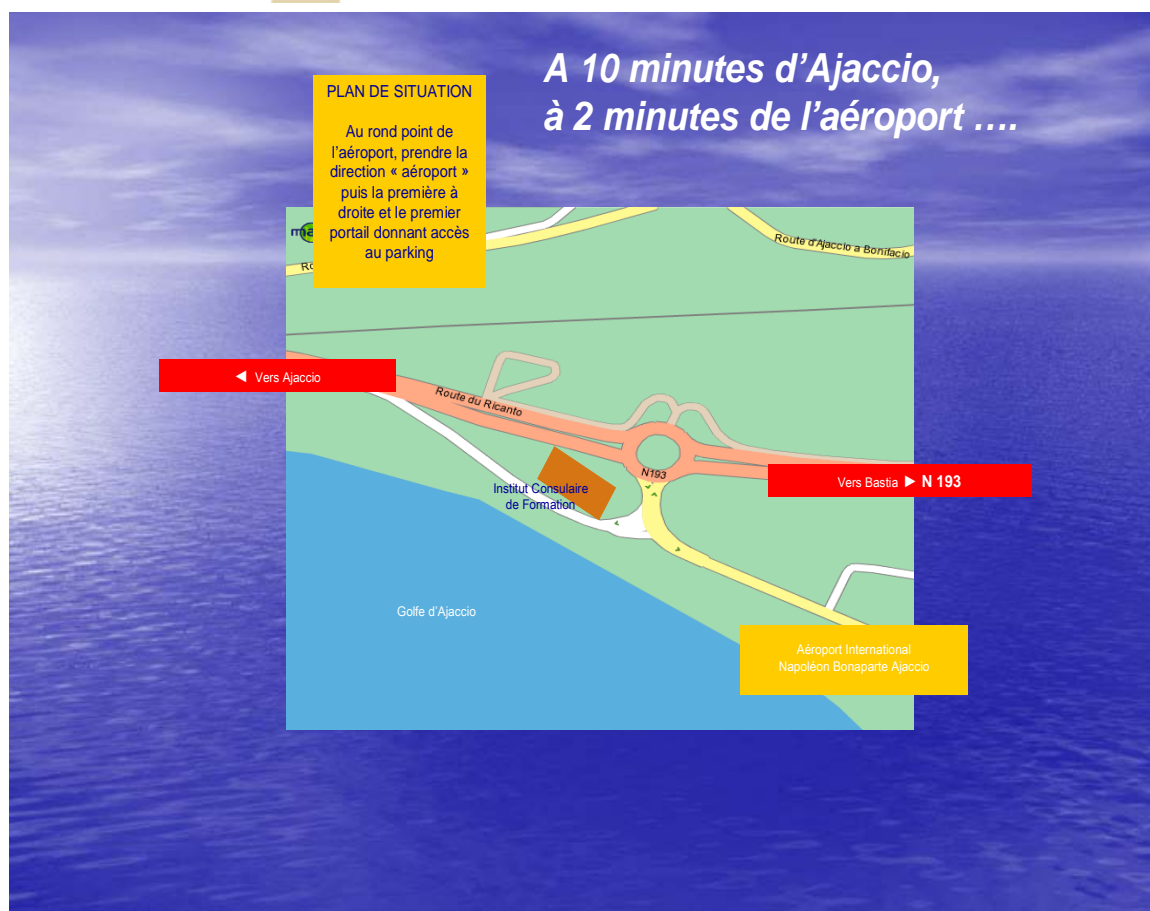 A 10 minutes d'Ajaccio,
à 2 minutes de l'aéroport ….
PLAN DE SITUATION
Au rond point de
l'aéroport, prendre la
direction « aéroport »
puis la première à
droite et le premier
portail donnant accès
au parking
Route d'Ajaccio a Bonifacio
◄ Vers Ajaccio
Route du Ricanto
N193
Vers Bastia ► N 193
Institut Consulaire
de Formation
Golfe d'Ajaccio
Aéroport International
Napoléon Bonaparte Ajaccio